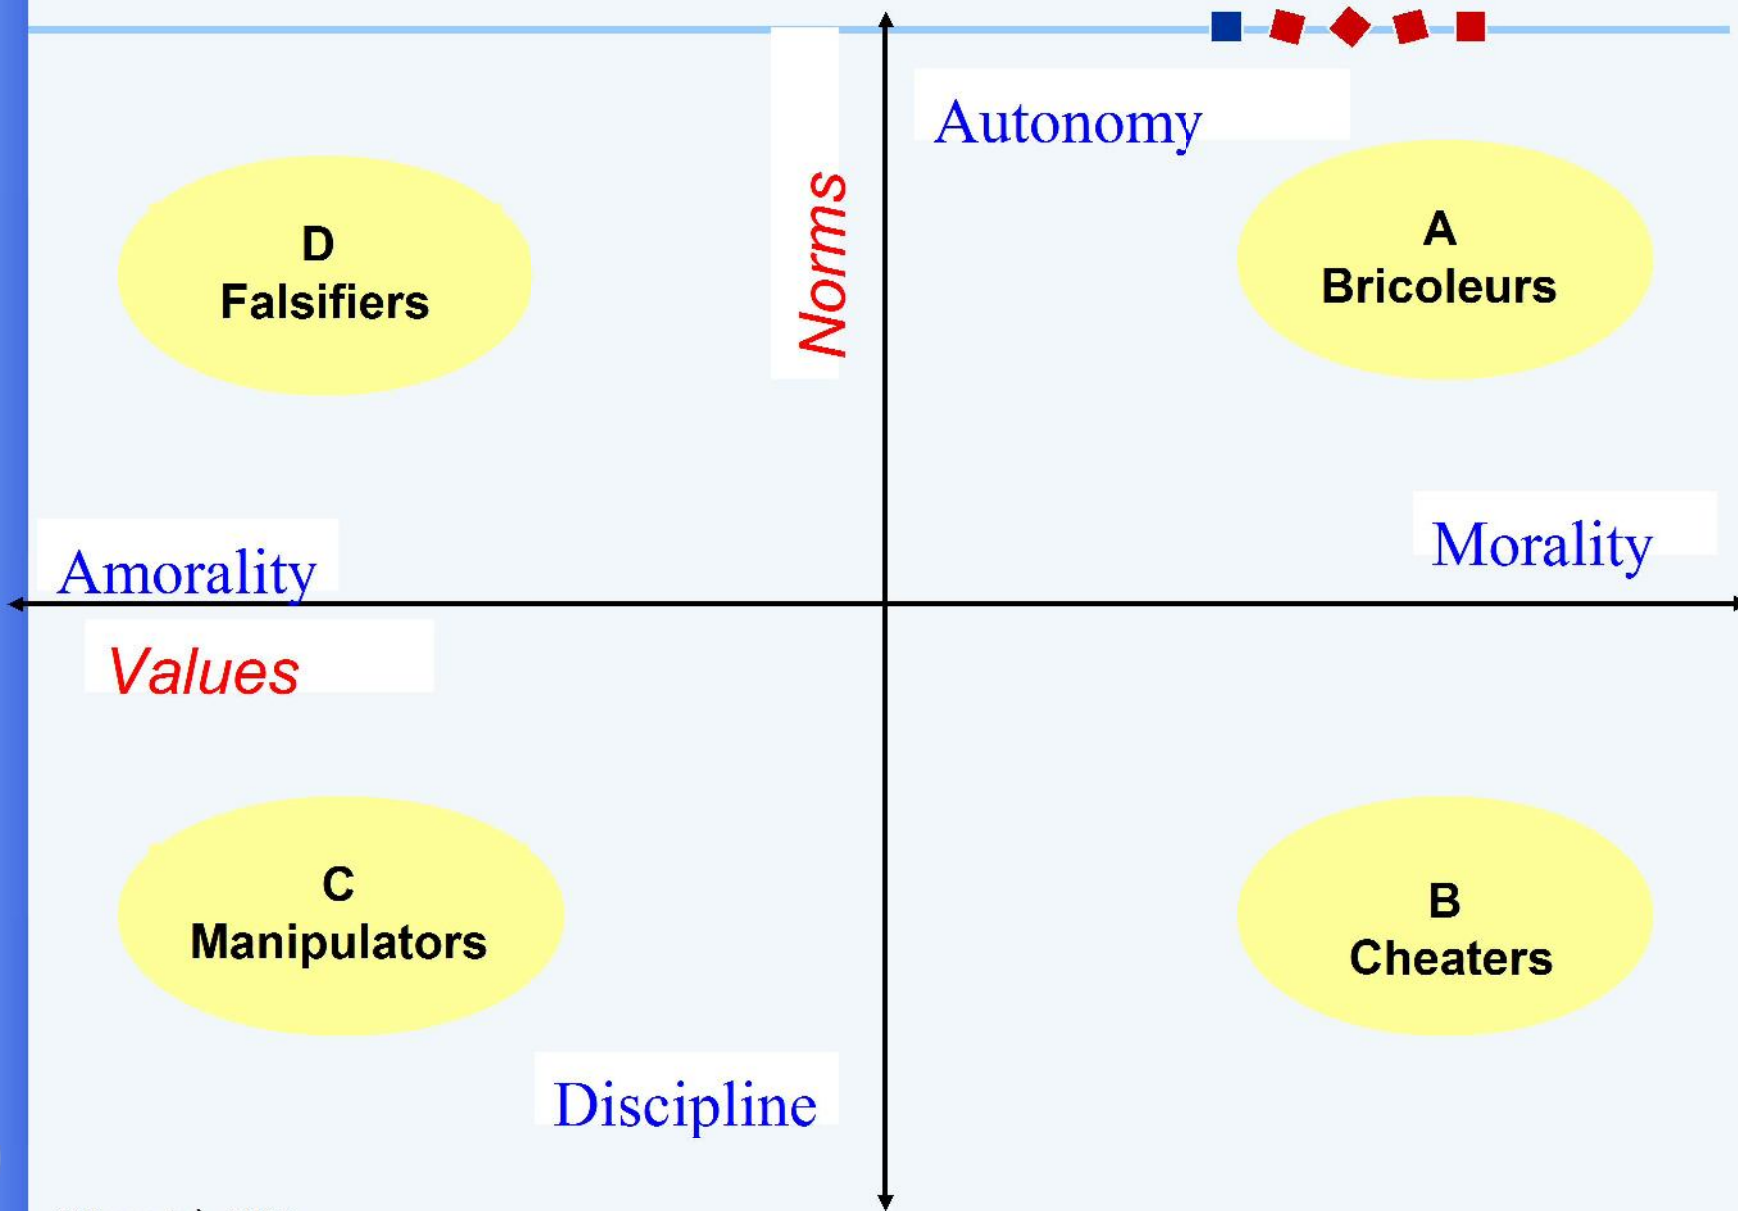 Autonomy
Norms
D
Falsifiers
A
Bricoleurs
Amorality
Morality
Values
C
Manipulators
B
Cheaters
Discipline